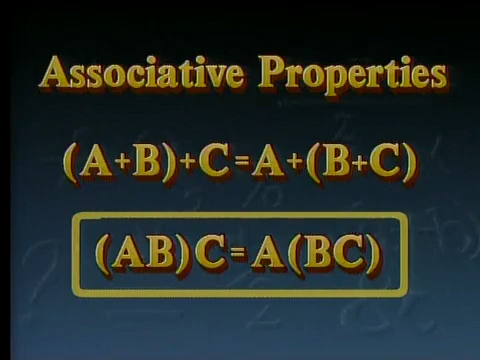 Associative Properties
(A+B)+C=A+(B+C)
(AB)C=A(BC)